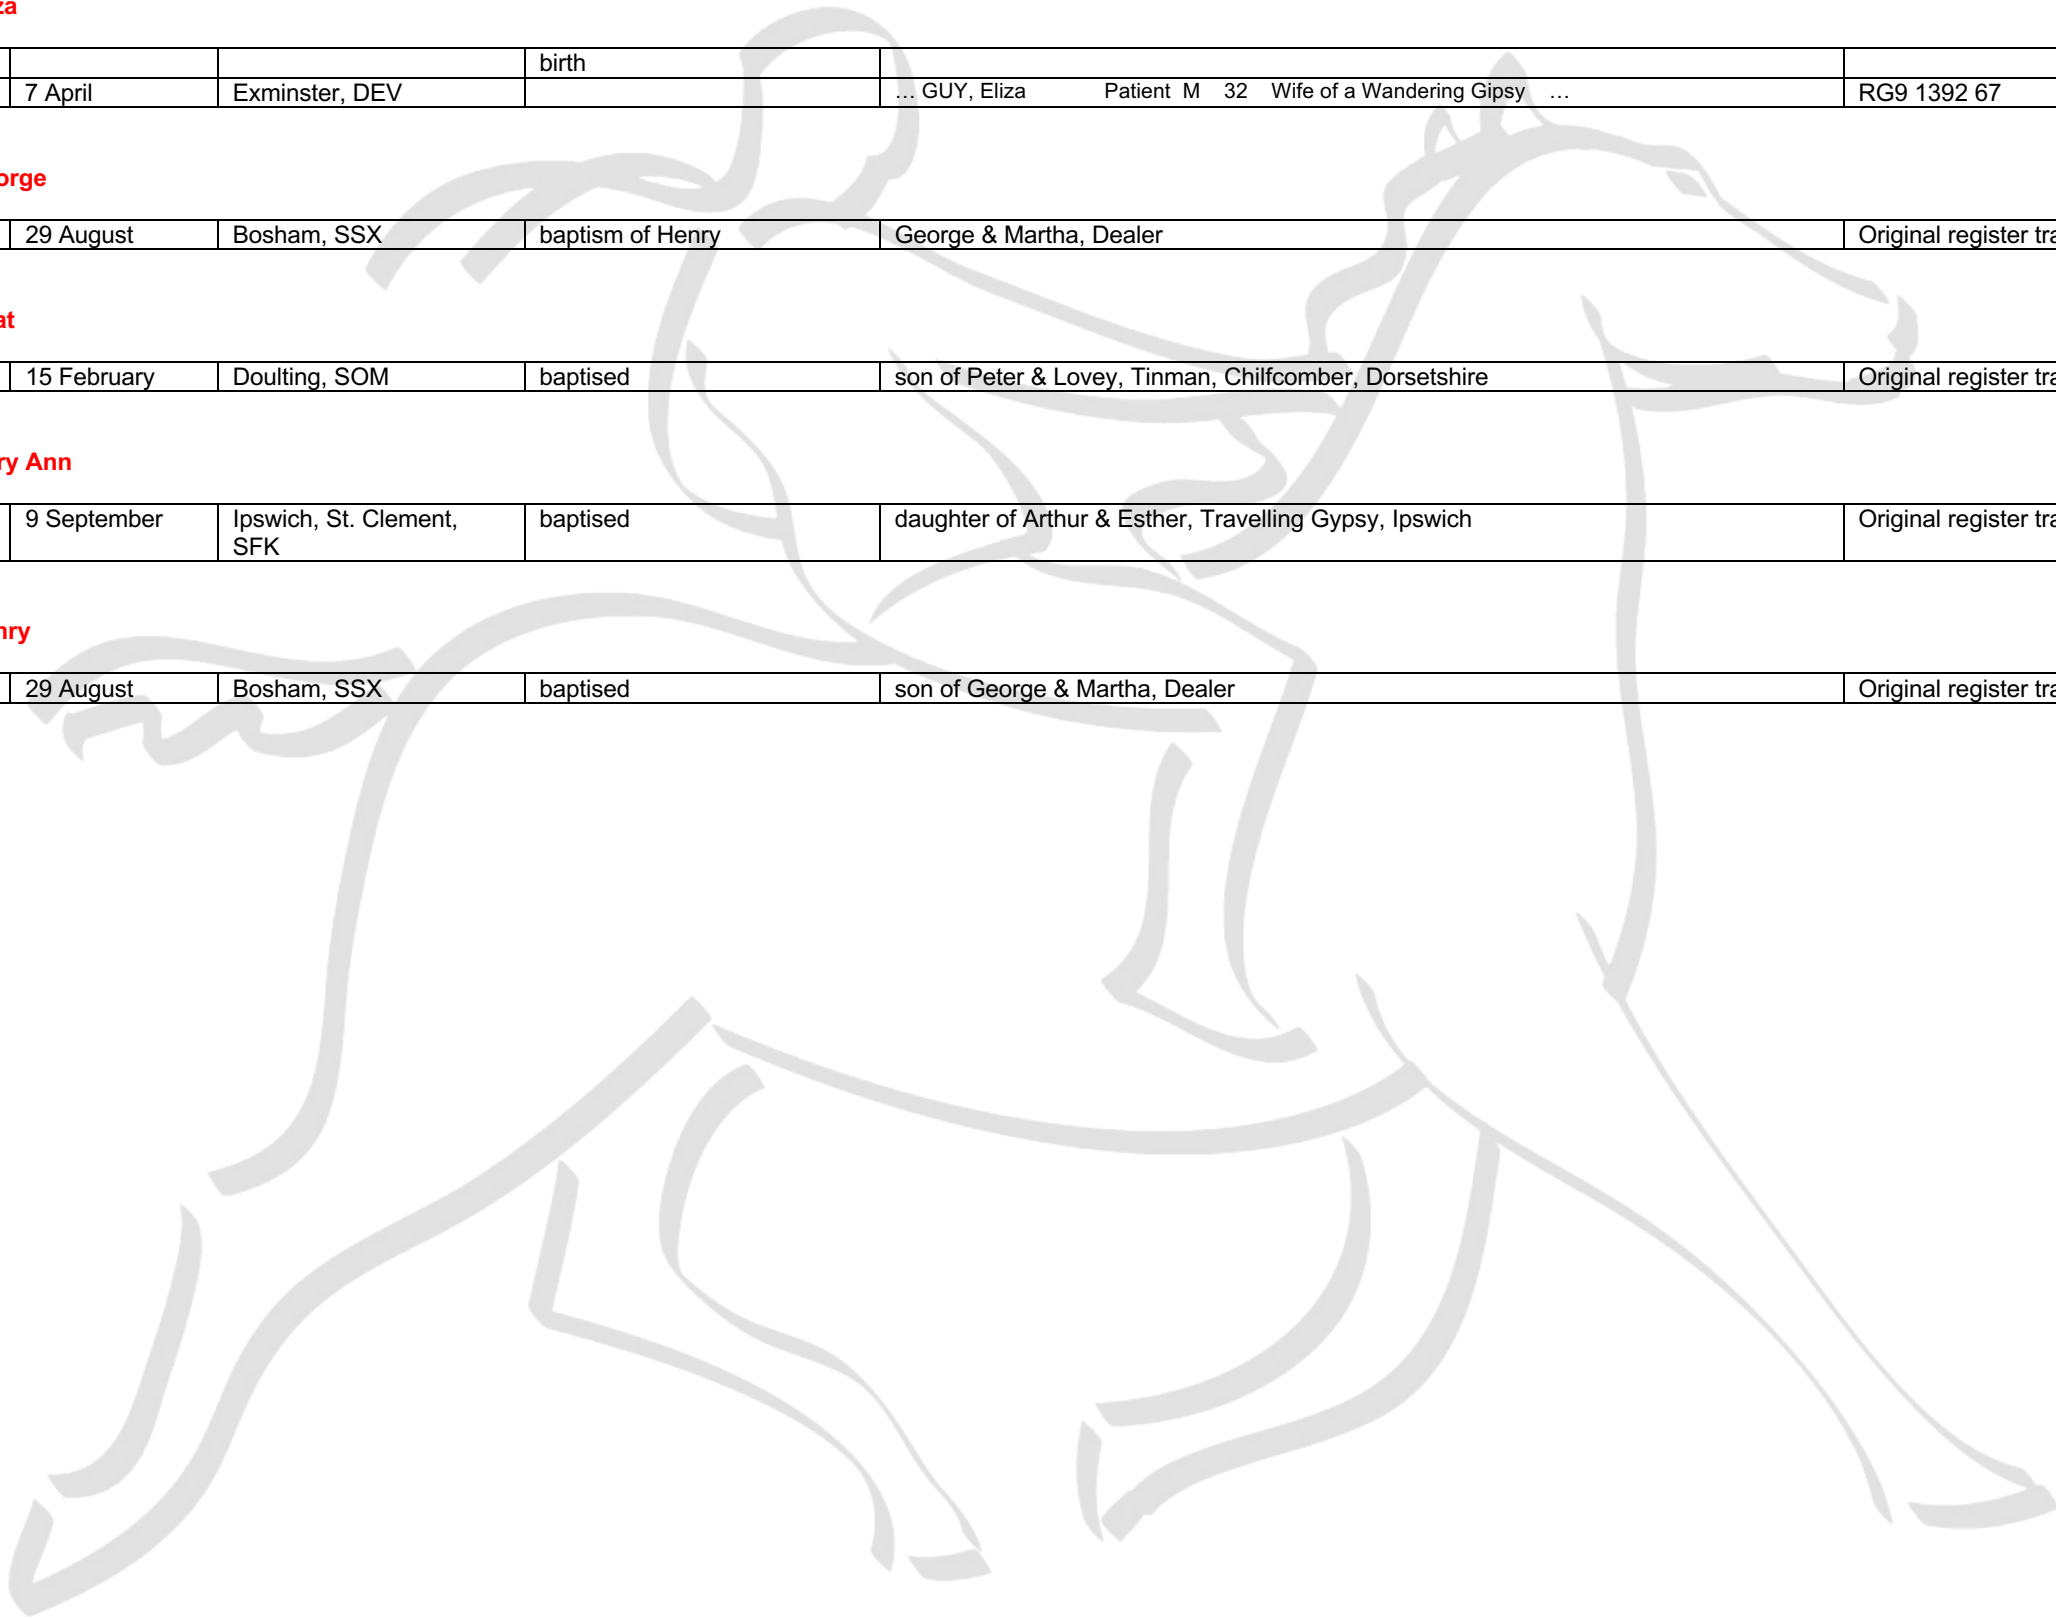 za
birth
7 April Exminster, DEV … GUY, Eliza Patient M 32 Wife of a Wandering Gipsy … RG9 1392 67
orge
29 August Bosham, SSX baptism of Henry George & Martha, Dealer Original register tra
at
15 February Doulting, SOM baptised son of Peter & Lovey, Tinman, Chilfcomber, Dorsetshire Original register tra
ry Ann
9 September Ipswich, St. Clement, baptised daughter of Arthur & Esther, Travelling Gypsy, Ipswich Original register tra
SFK
nry
29 August Bosham, SSX baptised son of George & Martha, Dealer Original register tra